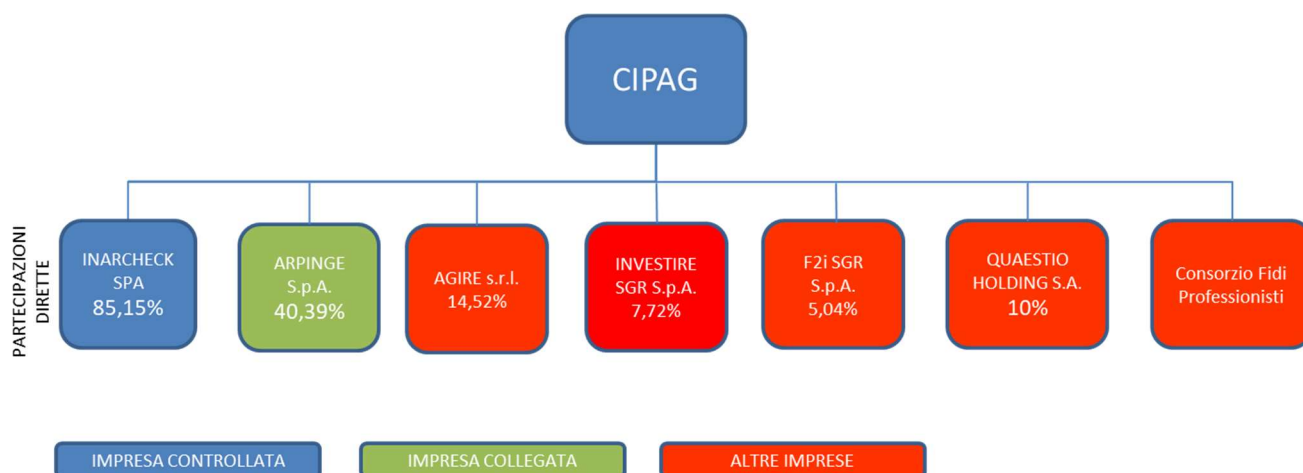 CIPAG
PARTECIPAZIONI
DIRETTE
INARCHECK
SPA
85,15%
ARPINGE
S.p.A.
40,39%
AGIRE s.r.l.
14,52%
INVESTIRE
SGR S.p.A.
7,72%
F2i SGR
S.p.A.
5,04%
QUAESTIO
HOLDING S.A.
10%
Consorzio Fidi
Professionisti
IMPRESA CONTROLLATA
IMPRESA COLLEGATA
ALTRE IMPRESE